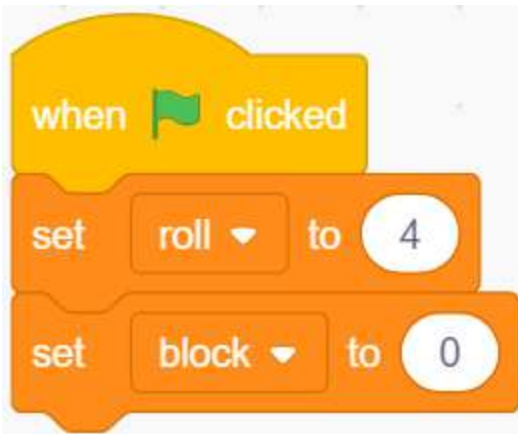 when clicked
set roll to 4
set block to 0